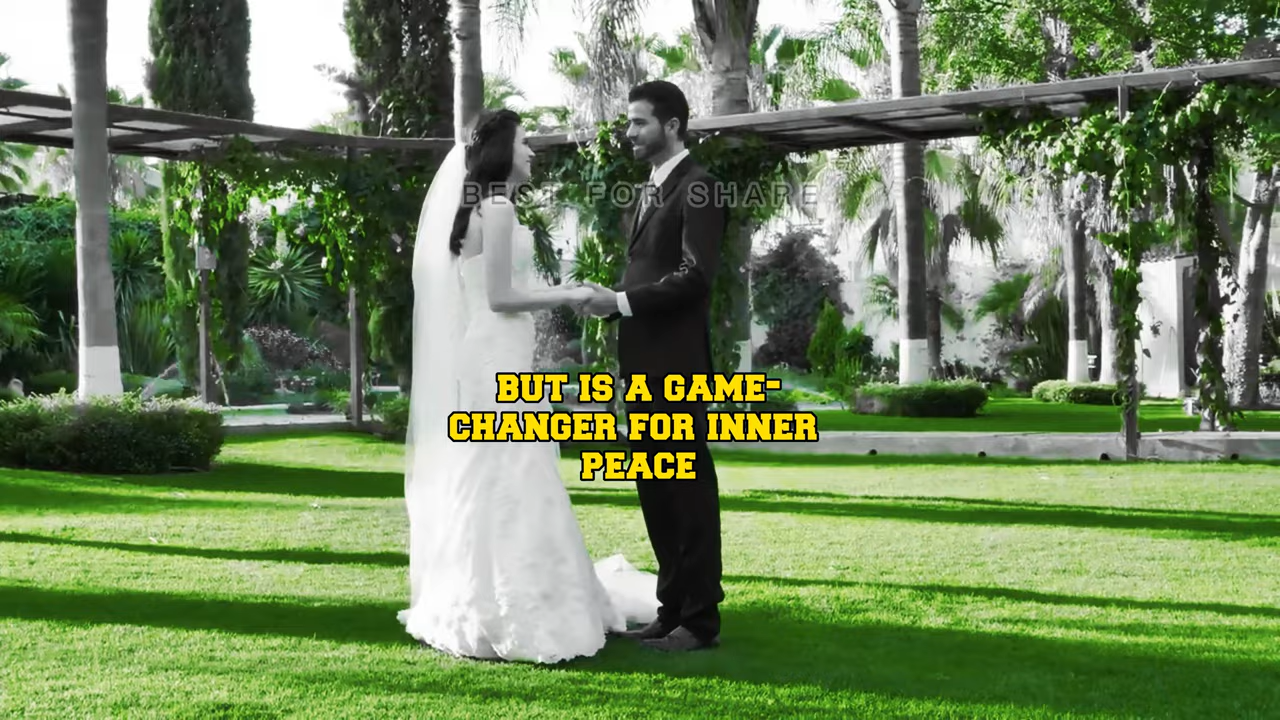 BEST FOR SHARE
BUT IS A GAME-
CHANGER FOR INNER
PEACE